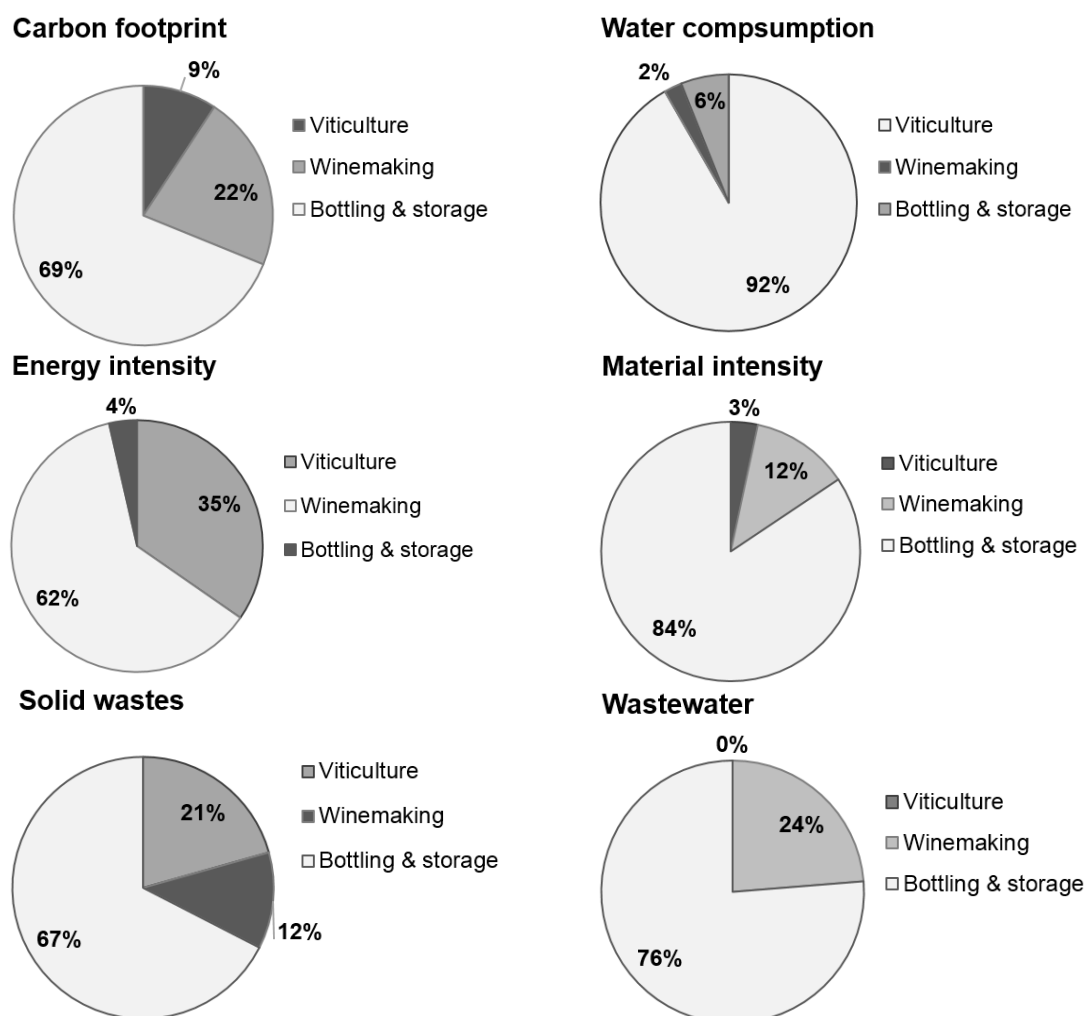 Carbon footprint
9%
22%
69%
Viticulture
Winemaking
Bottling & storage
Water compsumption
2%
6%
92%
Viticulture
Winemaking
Bottling & storage
Energy intensity
4%
35%
62%
Viticulture
Winemaking
Bottling & storage
Material intensity
3%
12%
84%
Viticulture
Winemaking
Bottling & storage
Solid wastes
21%
12%
67%
Viticulture
Winemaking
Bottling & storage
Wastewater
0%
24%
76%
Viticulture
Winemaking
Bottling & storage